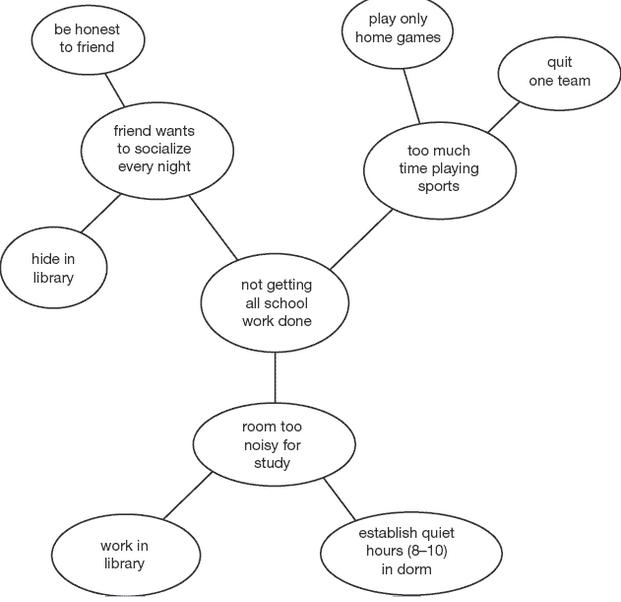 be honest
to friend
play only
home games
quit
one team
friend wants
to socialize
every night
too much
time playing
sports
hide in
library
not getting
all school
work done
room too
noisy for
study
work in
library
establish quiet
hours (8–10)
in dorm